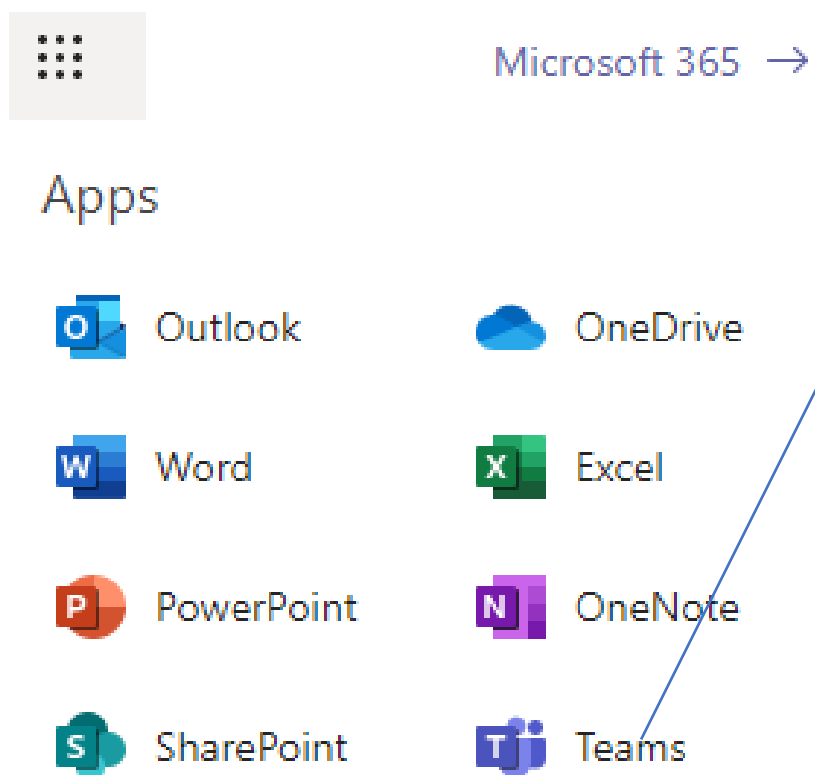 Microsoft 365 →
Apps
O Outlook
OneDrive
W Word
X Excel
P PowerPoint
N OneNote
S SharePoint
T Teams